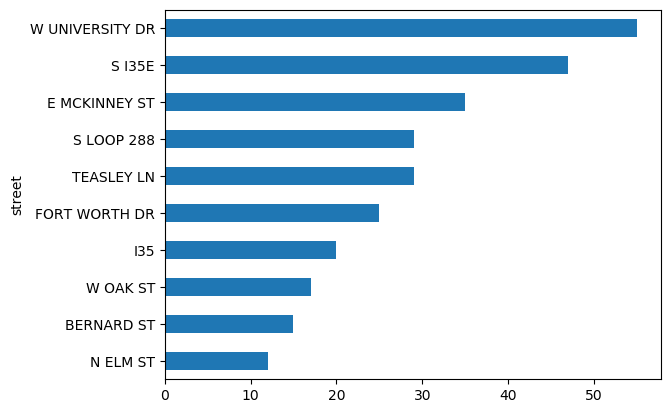 W UNIVERSITY DR
S I35E
E MCKINNEY ST
S LOOP 288
TEASLEY LN
FORT WORTH DR
I35
W OAK ST
BERNARD ST
N ELM ST
street
0 10 20 30 40 50